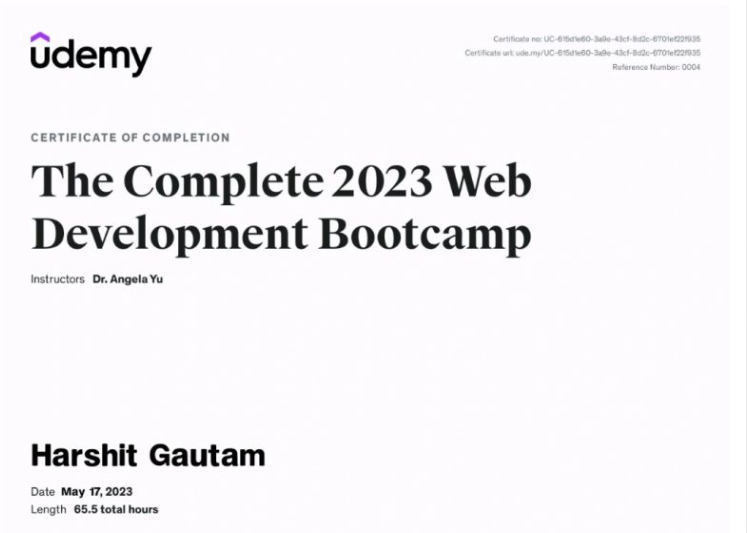 udemy
Certificate no: UC-615d1e60-3a9e-43cf-8d2c-6701ef22f935
Certificate url: ude.my/UC-615d1e60-3a9e-43cf-8d2c-6701ef22f935
Reference Number: 0004
CERTIFICATE OF COMPLETION
The Complete 2023 Web
Development Bootcamp
Instructors Dr. Angela Yu
Harshit Gautam
Date May 17, 2023
Length 65.5 total hours